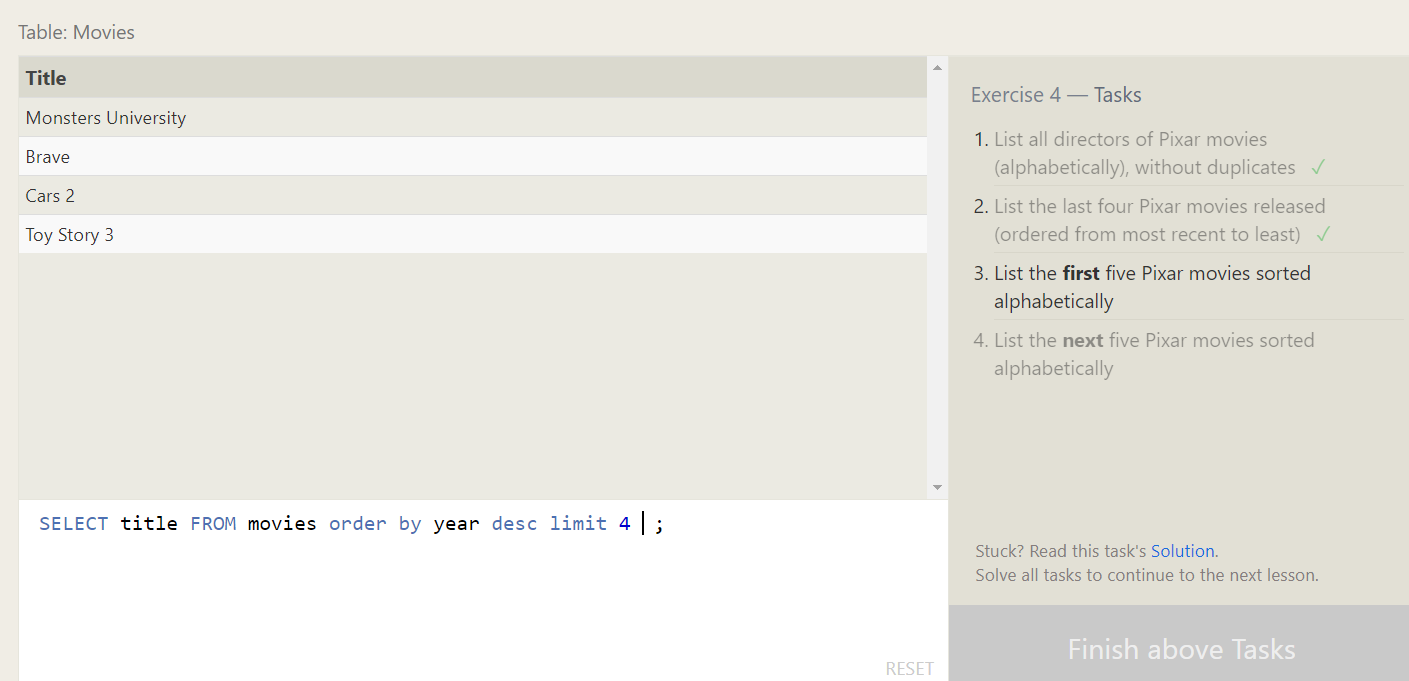 Table: Movies
Title
Monsters University
Brave
Cars 2
Toy Story 3
SELECT title FROM movies order by year desc limit 4 ;
RESET
Exercise 4 — Tasks
1. List all directors of Pixar movies
(alphabetically), without duplicates ✓
2. List the last four Pixar movies released
(ordered from most recent to least) ✓
3. List the first five Pixar movies sorted
alphabetically
4. List the next five Pixar movies sorted
alphabetically
Stuck? Read this task's Solution.
Solve all tasks to continue to the next lesson.
Finish above Tasks